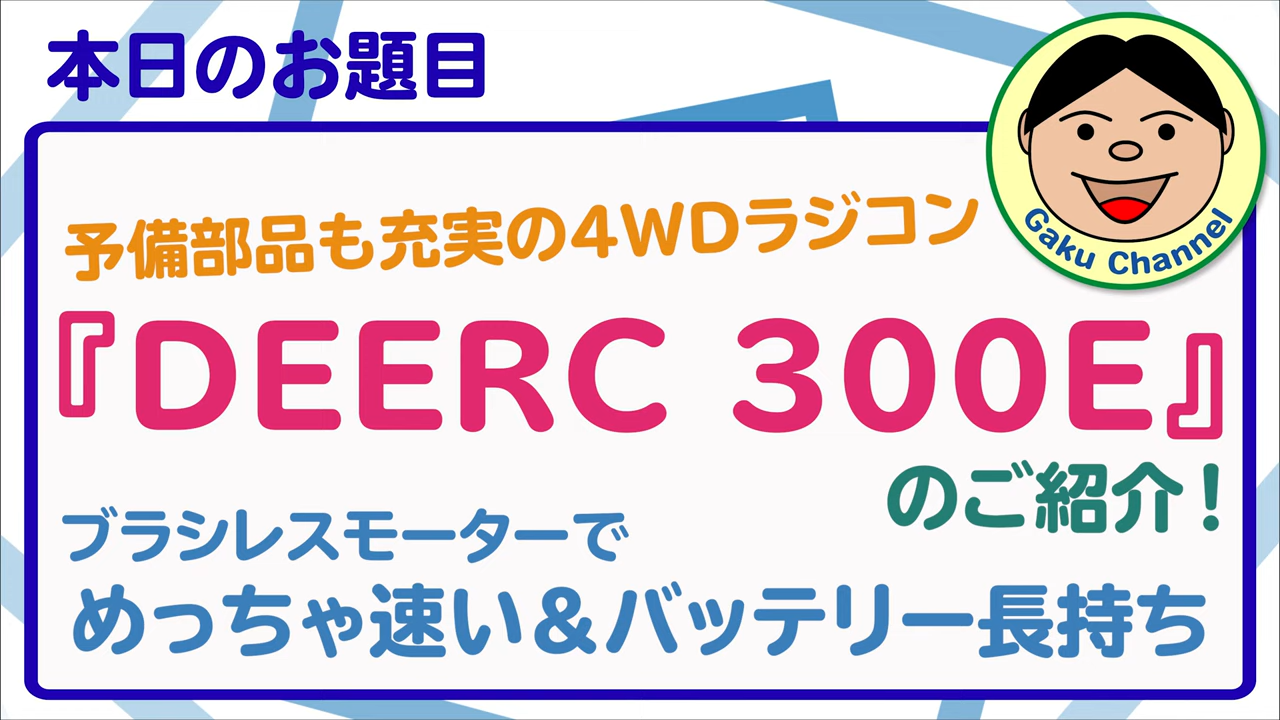 本日のお題目
Gaku Channel
予備部品も充実の4WDラジコン
『DEERC 300E』
のご紹介！
ブラシレスモーターで
めっちゃ速い＆バッテリー長持ち